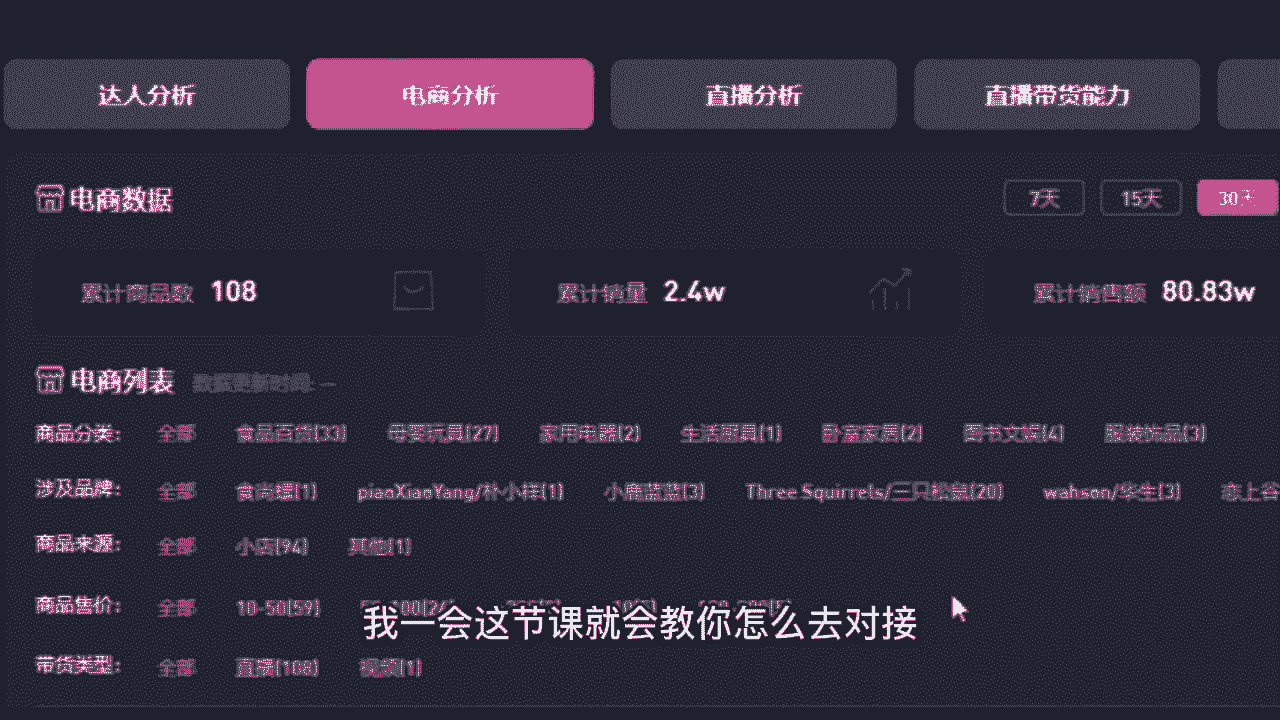 达人分析 电商分析 直播分析 直播带货能力
电商数据 7天 15天 30天
累计商品数 108 累计销量 2.4w 累计销售额 80.83w
电商列表 数据更新时间: —
商品分类: 全部 食品百货(33) 母婴玩具(27) 家用电器(2) 生活厨具(1) 卧室家居(2) 图书文娱(4) 服装饰品(3)
涉及品牌: 全部 食尚螺(1) piaoXiaoYang/朴小样(1) 小鹿蓝蓝(3) Three Squirrels/三只松鼠(20) wahson/华生(3) 恋上谷
商品来源: 全部 小店(94) 其他(1)
商品售价: 全部 10-50(59)
我一会这节课就会教你怎么去对接
带货类型: 全部 直播(108) 视频(1)